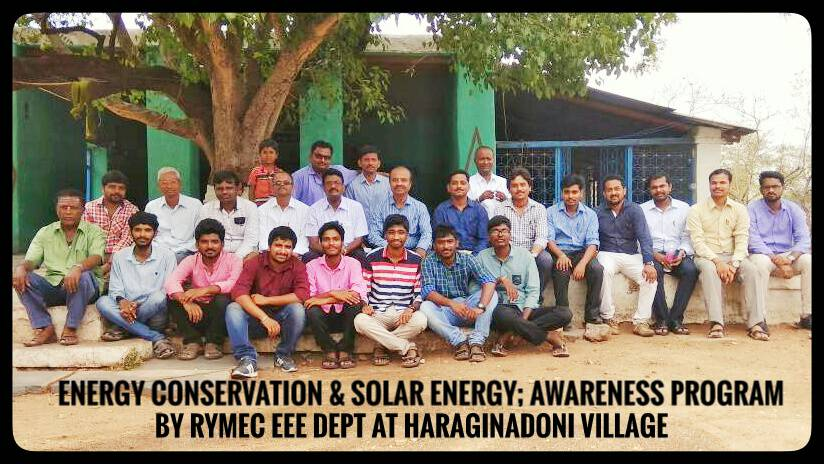 ENERGY CONSERVATION & SOLAR ENERGY; AWARENESS PROGRAM
BY RYMEC EEE DEPT AT HARAGINADONI VILLAGE